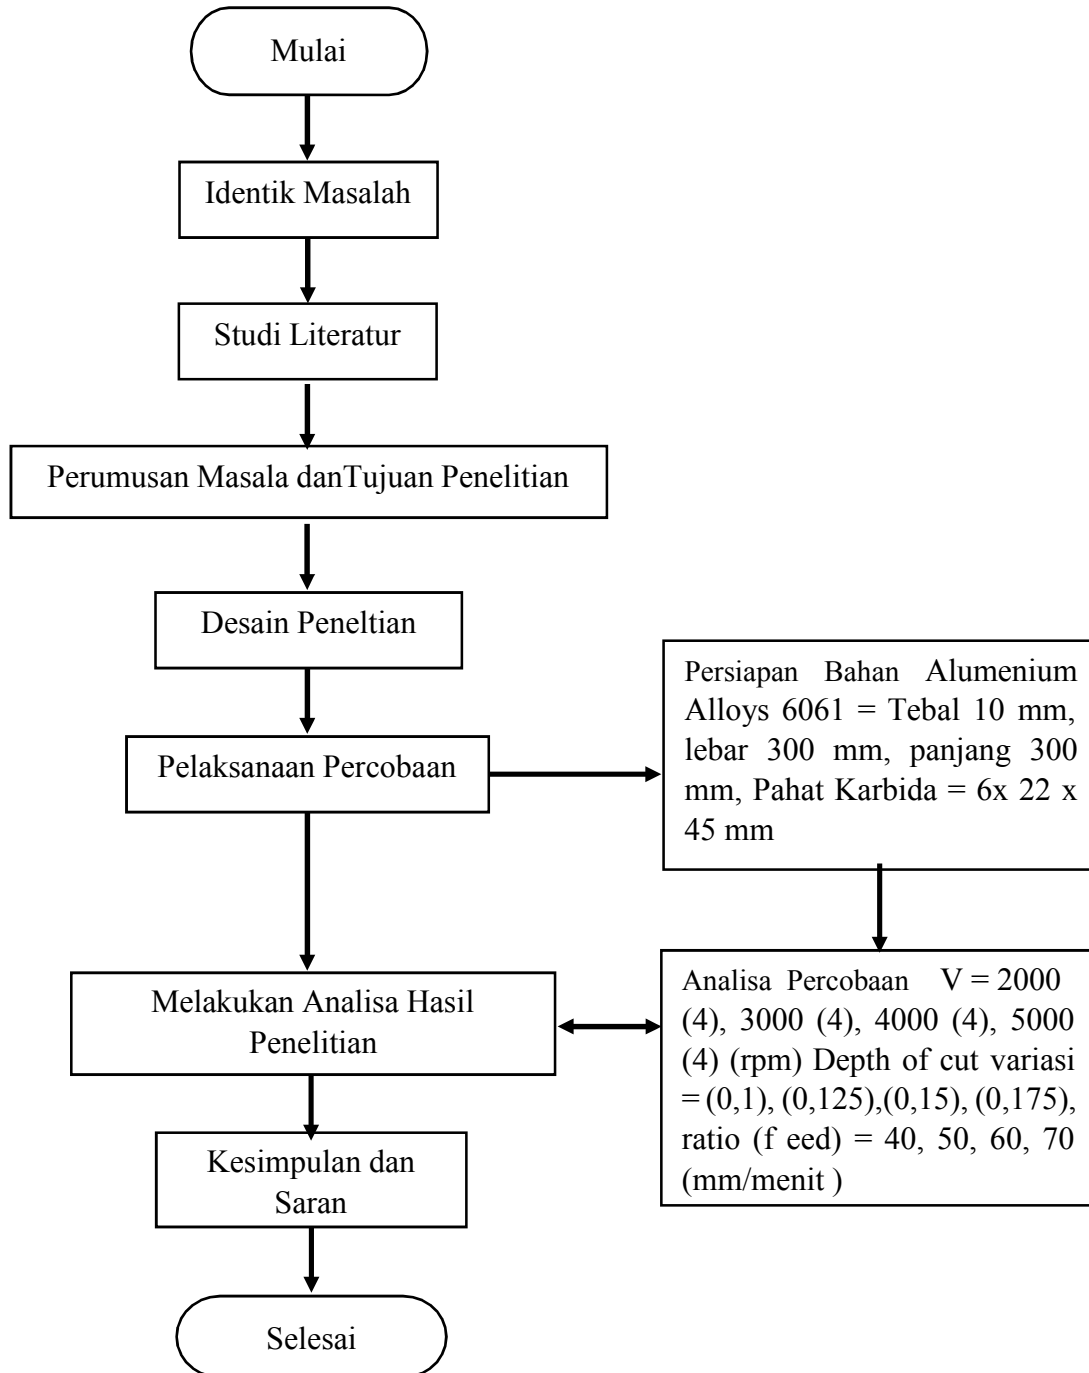 Mulai
Identik Masalah
Studi Literatur
Perumusan Masala danTujuan Penelitian
Desain Peneltian
Pelaksanaan Percobaan
Persiapan Bahan Alumenium
Alloys 6061 = Tebal 10 mm,
lebar 300 mm, panjang 300
mm, Pahat Karbida = 6x 22 x
45 mm
Melakukan Analisa Hasil
Penelitian
Analisa Percobaan V = 2000
(4), 3000 (4), 4000 (4), 5000
(4) (rpm) Depth of cut variasi
= (0,1), (0,125),(0,15), (0,175),
ratio (f eed) = 40, 50, 60, 70
(mm/menit )
Kesimpulan dan
Saran
Selesai